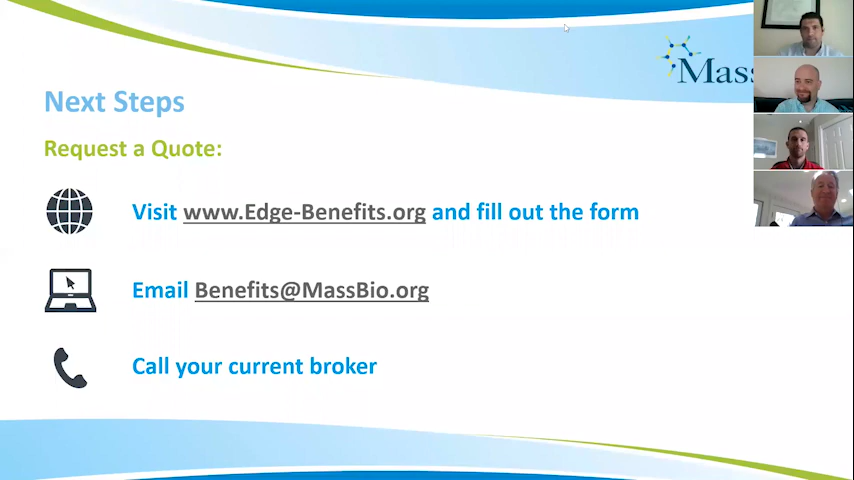 Mass
Next Steps
Request a Quote:
Visit www.Edge-Benefits.org and fill out the form
Email Benefits@MassBio.org
Call your current broker